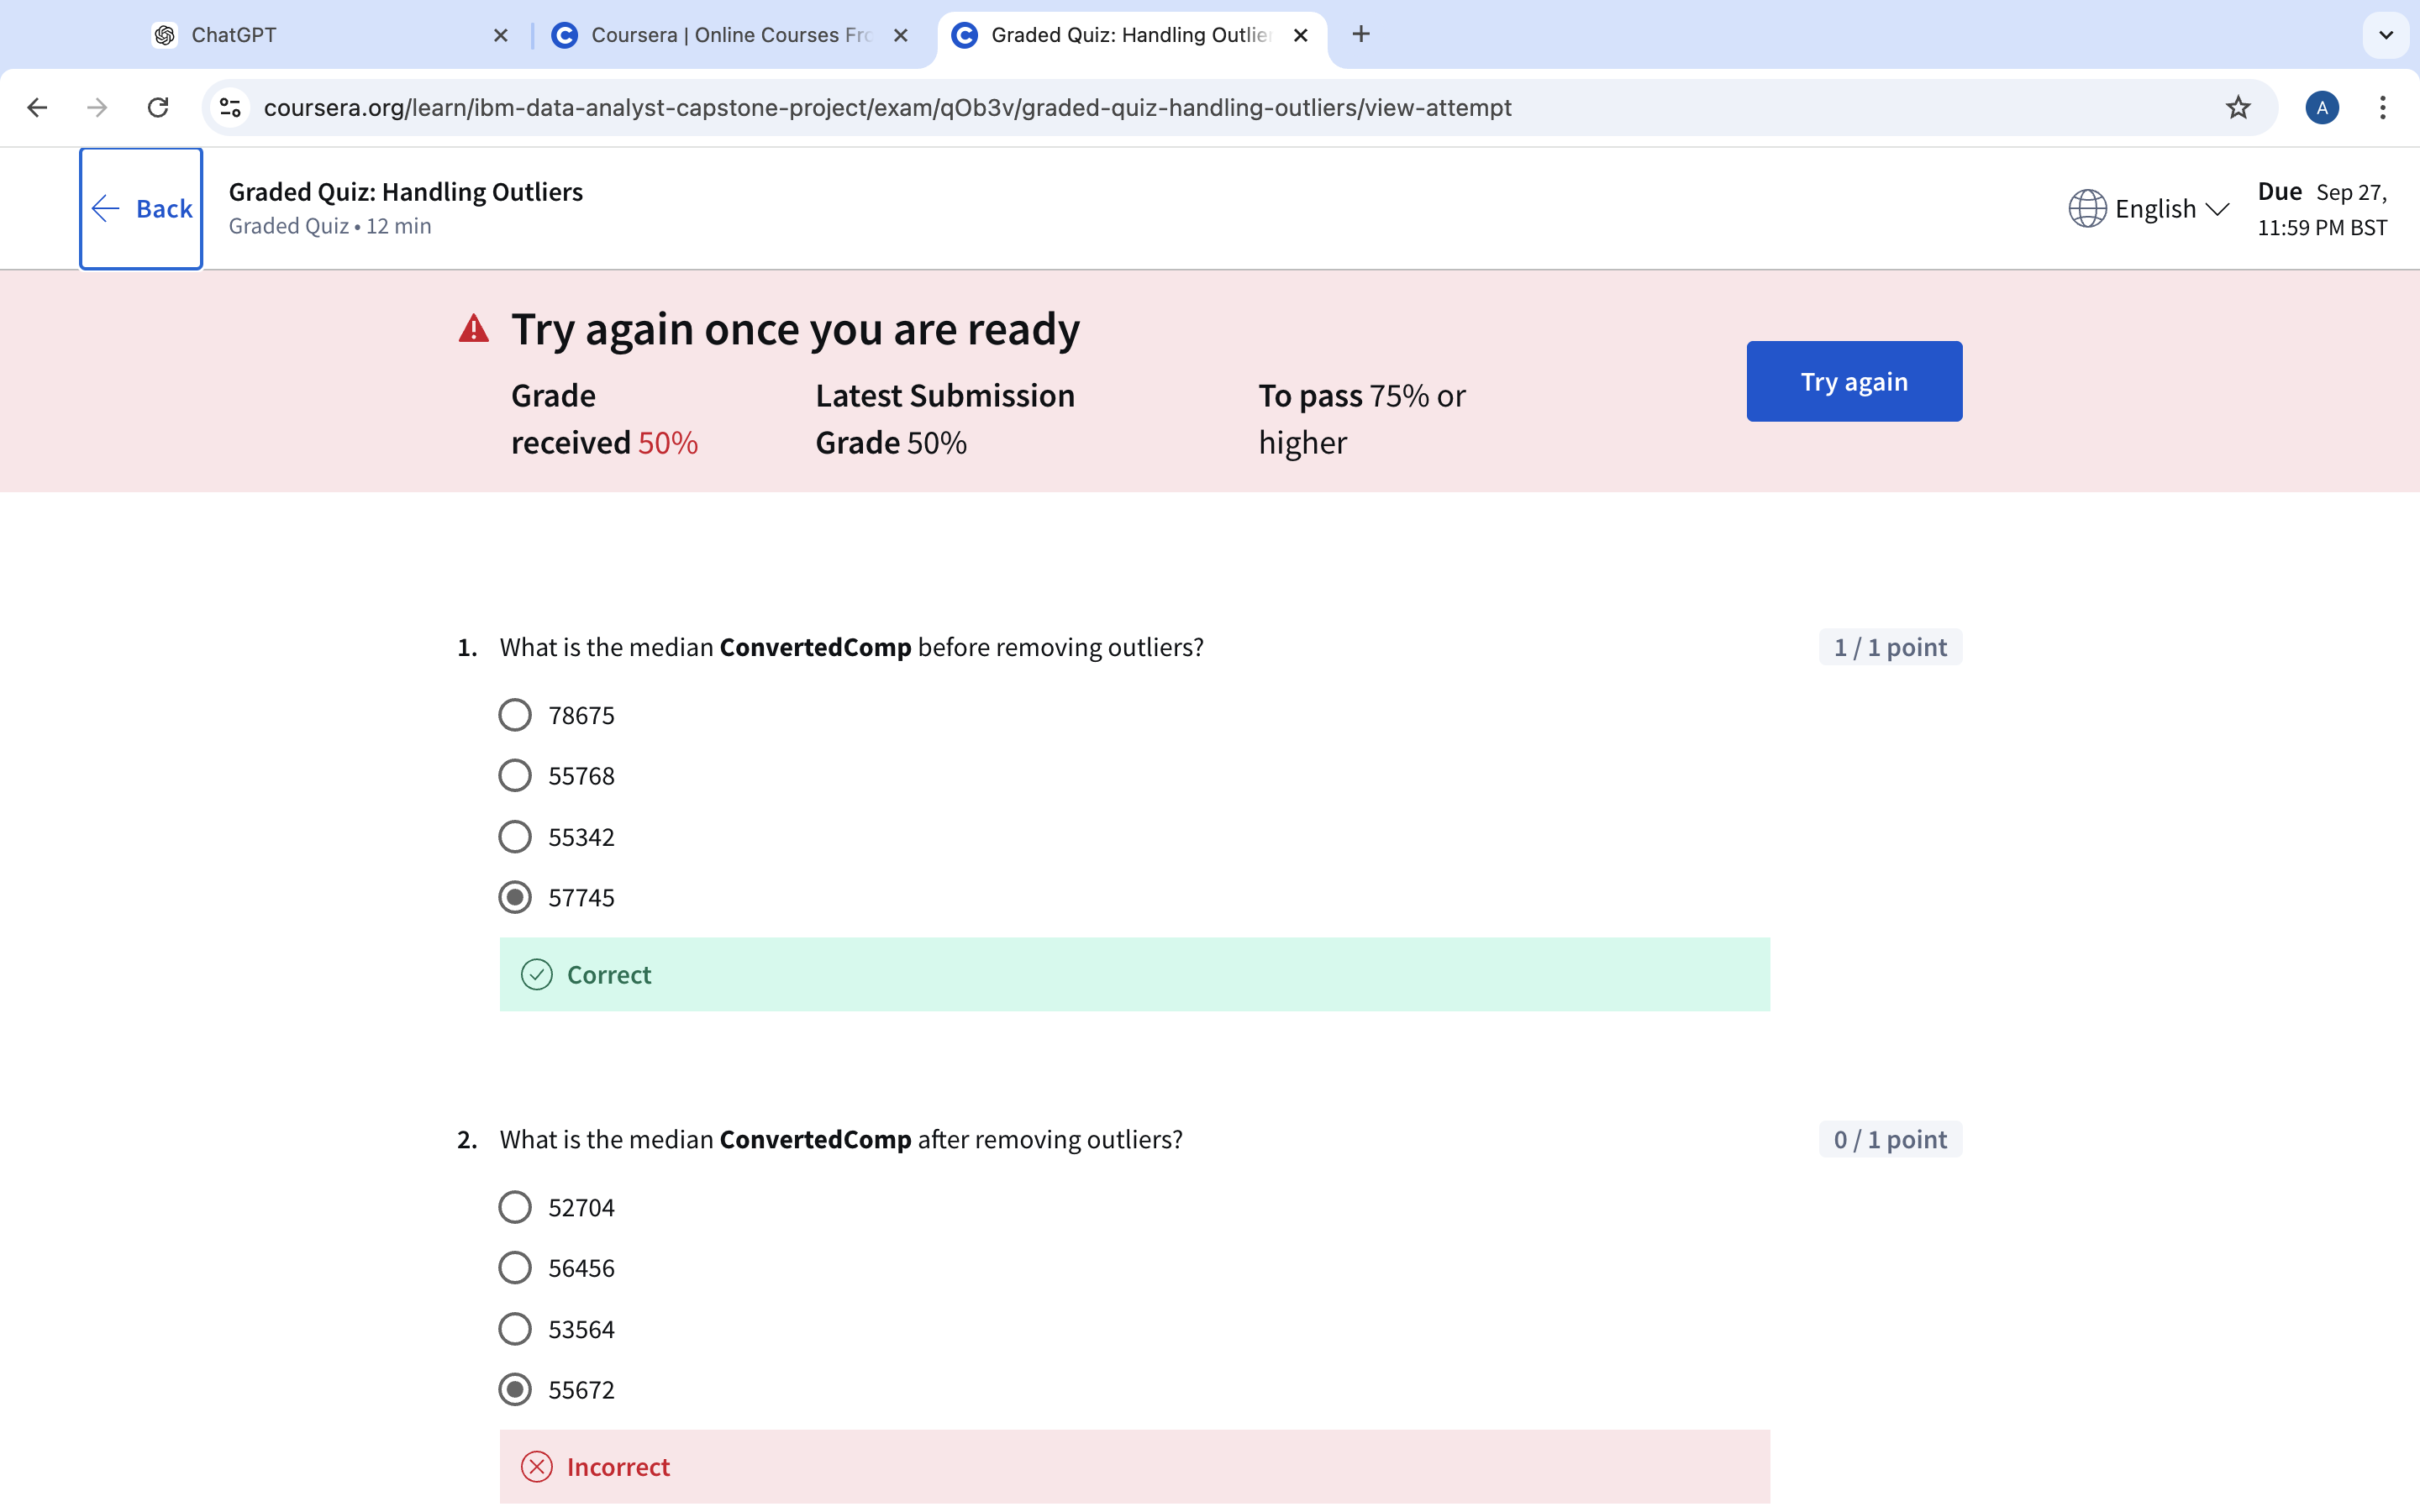 ChatGPT
Coursera | Online Courses Fro
Graded Quiz: Handling Outlie
coursera.org/learn/ibm-data-analyst-capstone-project/exam/qOb3v/graded-quiz-handling-outliers/view-attempt
A
Back
Graded Quiz: Handling Outliers
Graded Quiz • 12 min
English
Due Sep 27,
11:59 PM BST
Try again once you are ready
Grade
received 50%
Latest Submission
Grade 50%
To pass 75% or
higher
Try again
1. What is the median ConvertedComp before removing outliers?
1 / 1 point
78675
55768
55342
57745
Correct
2. What is the median ConvertedComp after removing outliers?
0 / 1 point
52704
56456
53564
55672
Incorrect